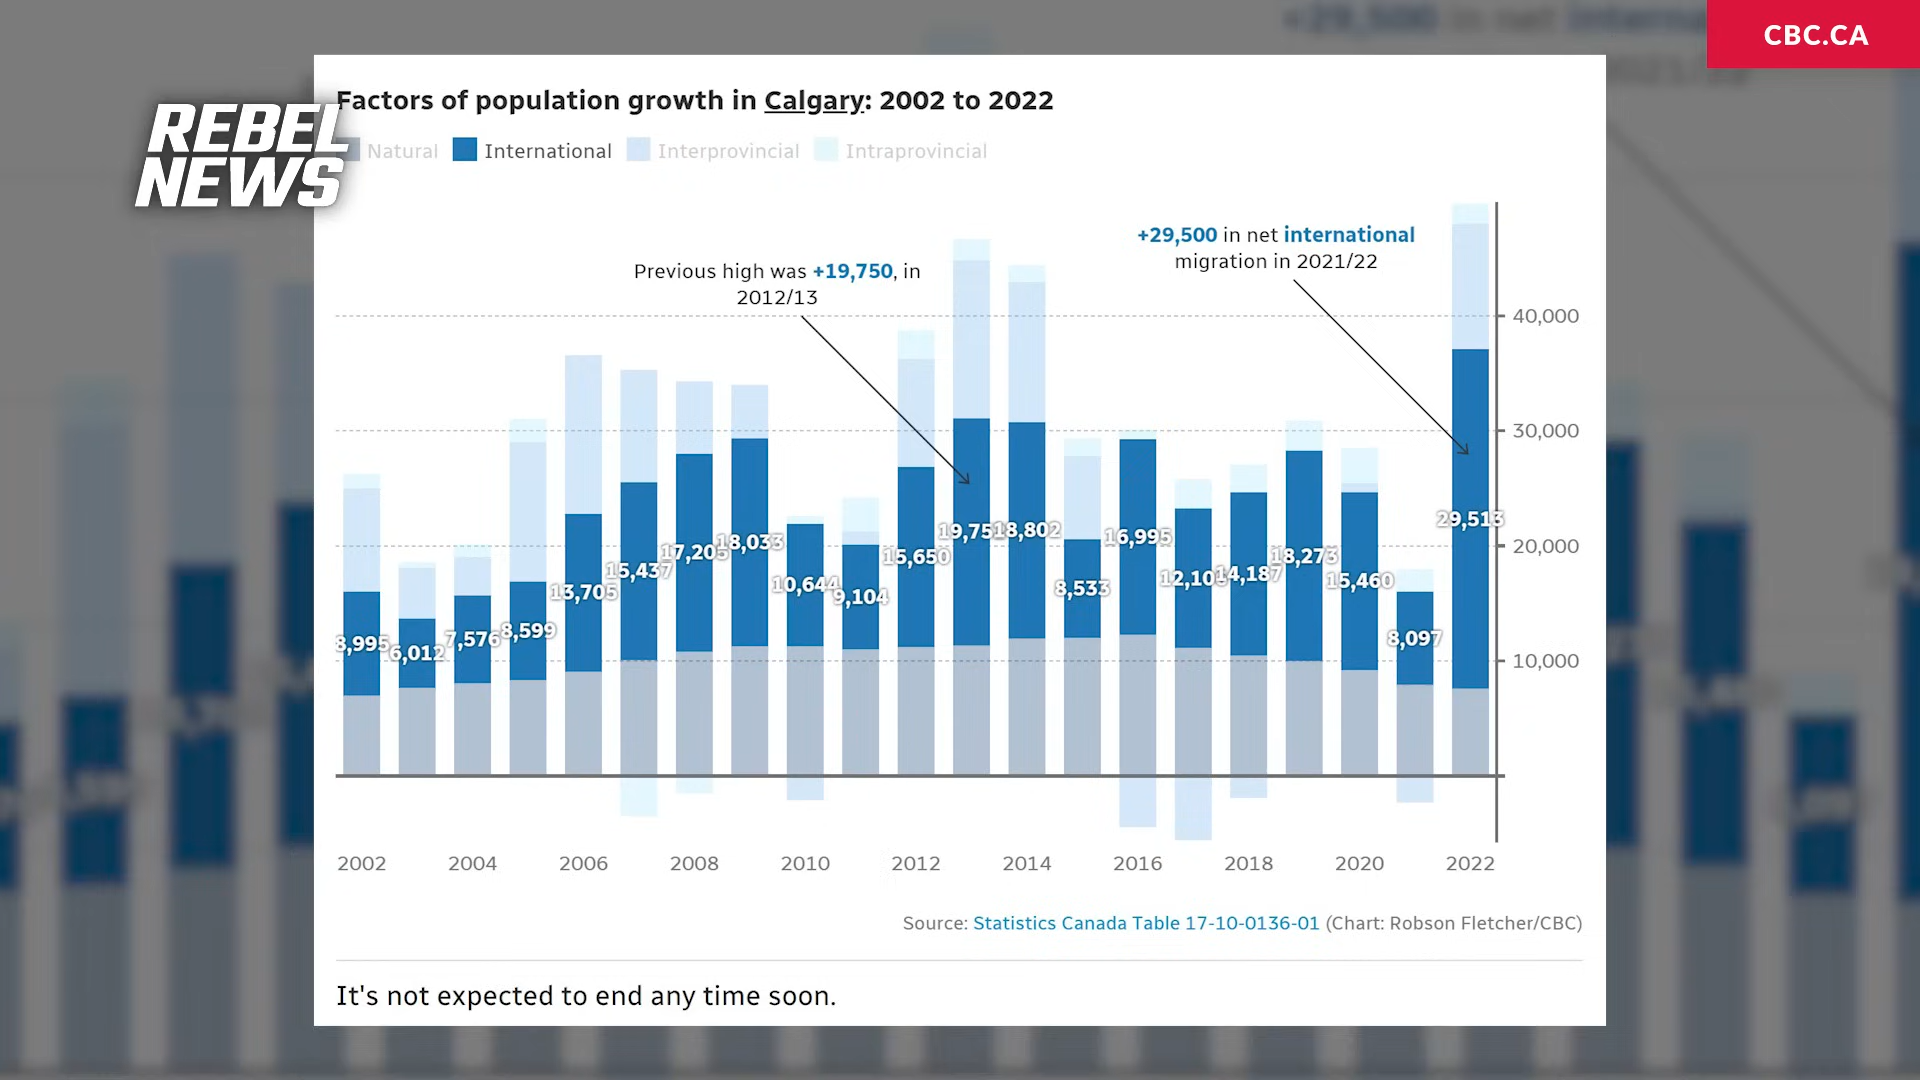 CBC.CA
REBEL
NEWS
Factors of population growth in Calgary: 2002 to 2022
Natural International Interprovincial Intraprovincial
+29,500 in net international
migration in 2021/22
Previous high was +19,750, in
2012/13
40,000
30,000
20,000
10,000
8,995
6,012
7,576
8,599
13,705
15,437
17,205
18,033
10,644
9,104
15,650
18,802
8,533
16,995
14,187
18,273
15,460
8,097
29,513
2002 2004 2006 2008 2010 2012 2014 2016 2018 2020 2022
Source: Statistics Canada Table 17-10-0136-01 (Chart: Robson Fletcher/CBC)
It's not expected to end any time soon.